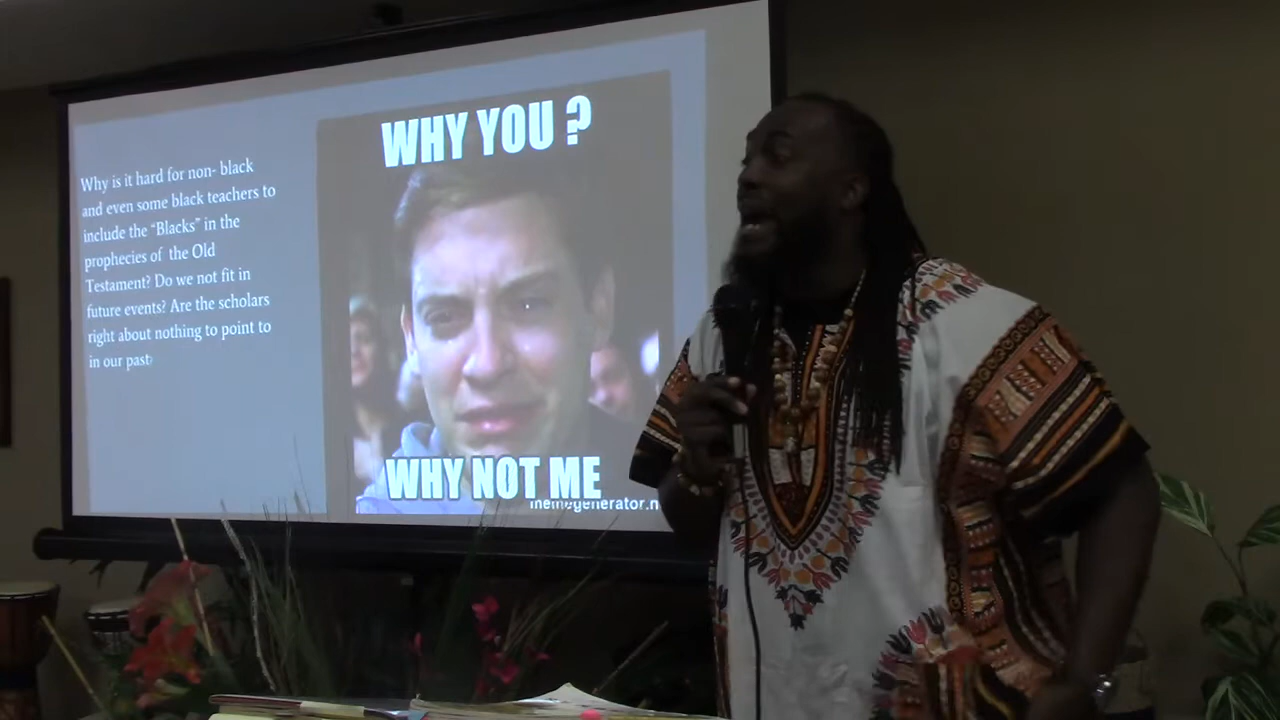 Why is it hard for non- black
and even some black teachers to
include the “Blacks” in the
prophecies of the Old
Testament? Do we not fit in
future events? Are the scholars
right about nothing to point to
in our past
WHY YOU ?
WHY NOT ME
memegenerator.n